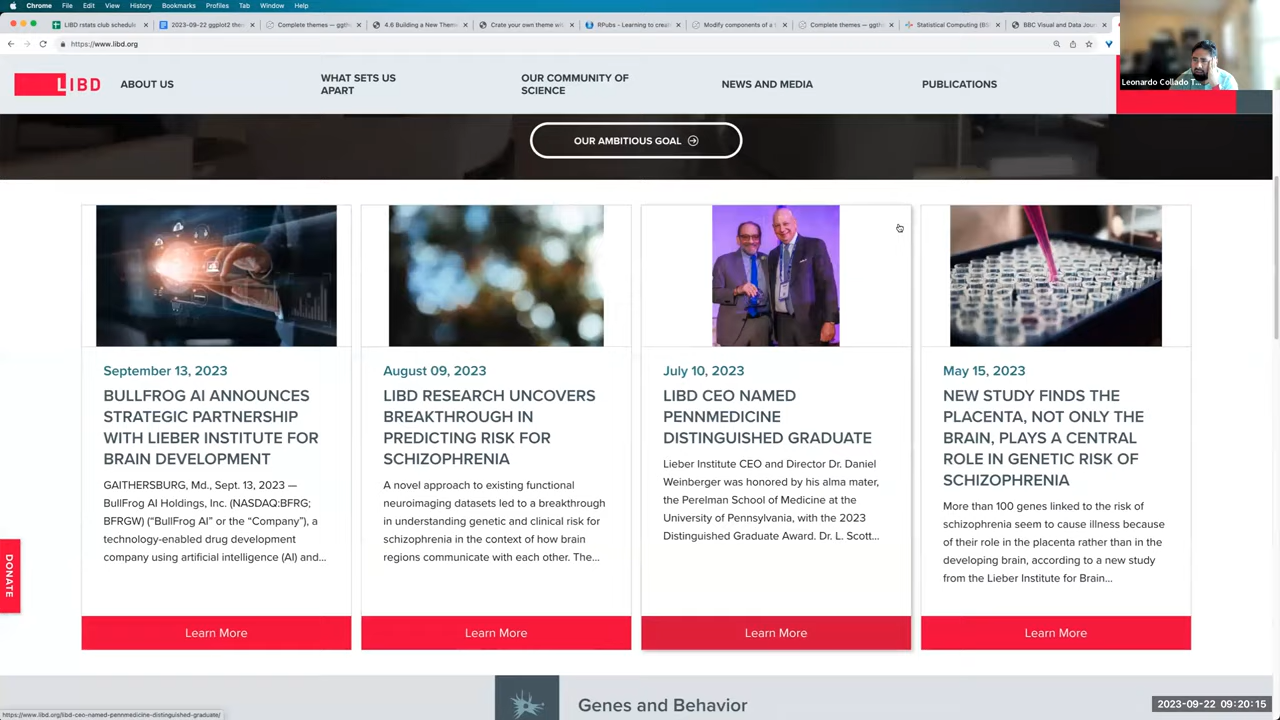 Chrome File Edit View History Bookmarks Profiles Tab Window Help
LIBD rstats club schedule
2023-09-22 ggplot2 them
Complete themes — ggth
4.6 Building a New Theme
Crate your own theme wi
RPubs - Learning to creat
Modify components of a t
Complete themes — ggth
Statistical Computing (BS
BBC Visual and Data Jour
https://www.libd.org
Leonardo Collado T...
LIBD
ABOUT US
WHAT SETS US
APART
OUR COMMUNITY OF
SCIENCE
NEWS AND MEDIA
PUBLICATIONS
OUR AMBITIOUS GOAL
September 13, 2023
BULLFROG AI ANNOUNCES
STRATEGIC PARTNERSHIP
WITH LIEBER INSTITUTE FOR
BRAIN DEVELOPMENT
GAITHERSBURG, Md., Sept. 13, 2023 —
BullFrog AI Holdings, Inc. (NASDAQ:BFRG;
BFRGW) (“BullFrog AI” or the “Company”), a
technology-enabled drug development
company using artificial intelligence (AI) and...
Learn More
August 09, 2023
LIBD RESEARCH UNCOVERS
BREAKTHROUGH IN
PREDICTING RISK FOR
SCHIZOPHRENIA
A novel approach to existing functional
neuroimaging datasets led to a breakthrough
in understanding genetic and clinical risk for
schizophrenia in the context of how brain
regions communicate with each other. The...
Learn More
July 10, 2023
LIBD CEO NAMED
PENNMEDICINE
DISTINGUISHED GRADUATE
Lieber Institute CEO and Director Dr. Daniel
Weinberger was honored by his alma mater,
the Perelman School of Medicine at the
University of Pennsylvania, with the 2023
Distinguished Graduate Award. Dr. L. Scott...
Learn More
May 15, 2023
NEW STUDY FINDS THE
PLACENTA, NOT ONLY THE
BRAIN, PLAYS A CENTRAL
ROLE IN GENETIC RISK OF
SCHIZOPHRENIA
More than 100 genes linked to the risk of
schizophrenia seem to cause illness because
of their role in the placenta rather than in the
developing brain, according to a new study
from the Lieber Institute for Brain...
Learn More
DONATE
Genes and Behavior
2023-09-22 09:20:15
https://www.libd.org/libd-ceo-named-pennmedicine-distinguished-graduate/